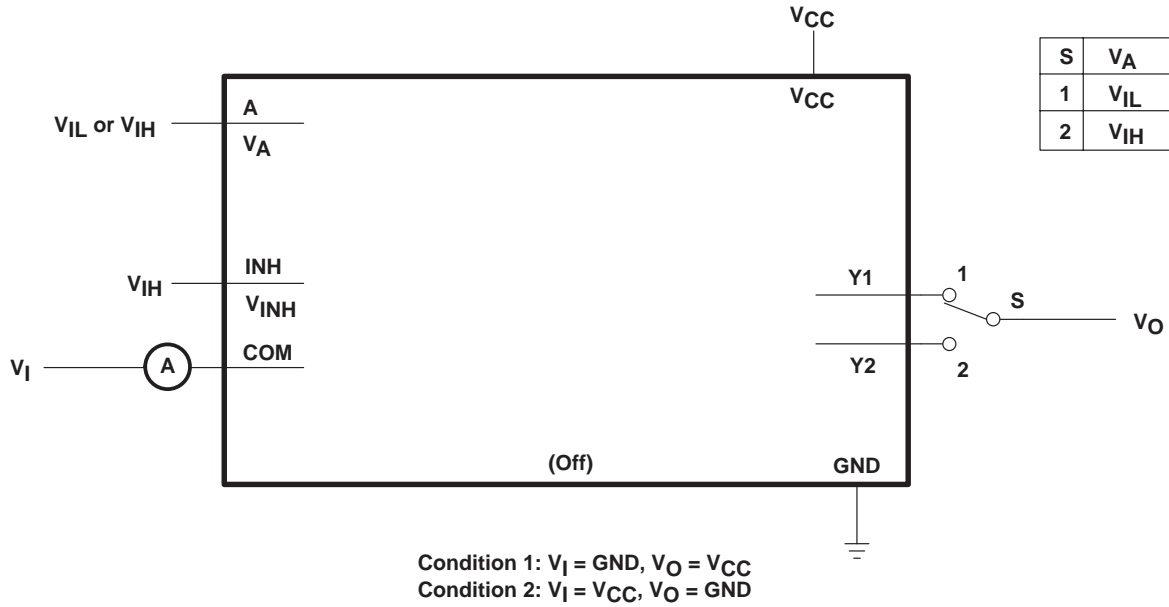 VCC
S VA
1 VIL
2 VIH
VCC
A
VIL or VIH
VA
INH
VIH
VINH
Y1
1
S
VO
COM
VI
A
Y2
2
(Off)
GND
Condition 1: VI = GND, VO = VCC
Condition 2: VI = VCC, VO = GND